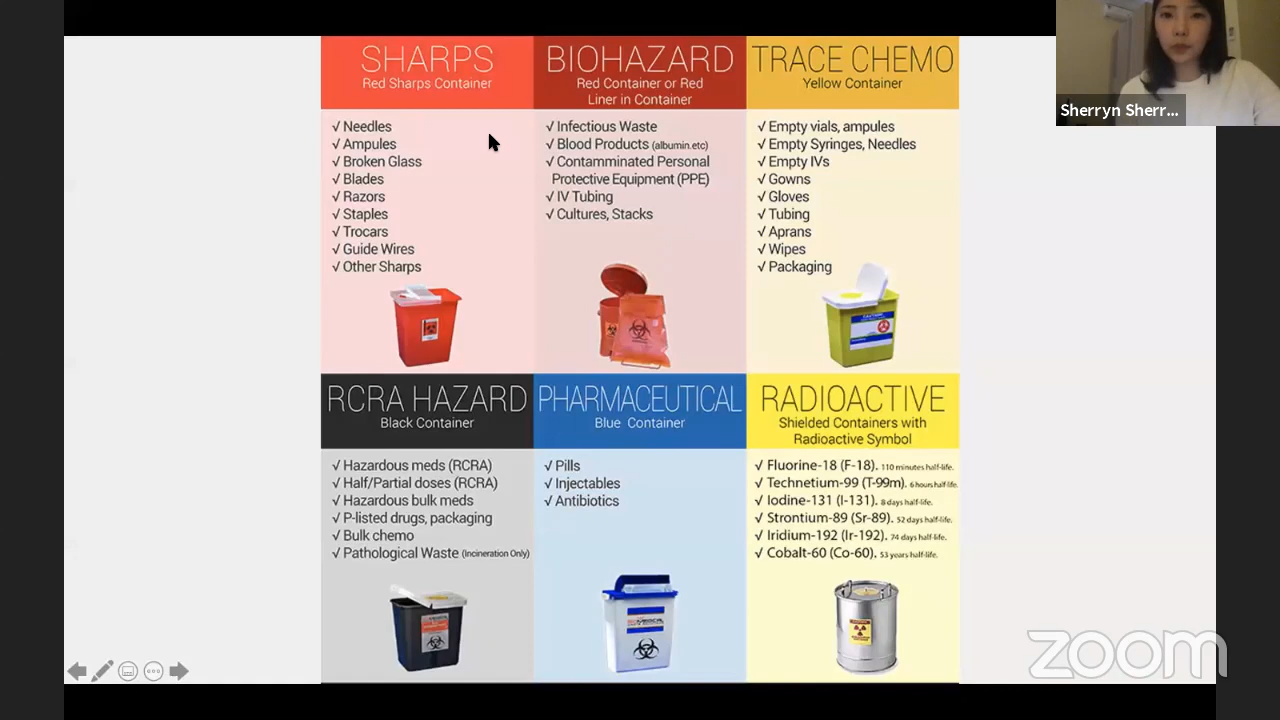 SHARPS
Red Sharps Container
√ Needles
√ Ampules
√ Broken Glass
√ Blades
√ Razors
√ Staples
√ Trocars
√ Guide Wires
√ Other Sharps
BIOHAZARD
Red Container or Red
Liner in Container
√ Infectious Waste
√ Blood Products (albumin.etc)
√ Contamminated Personal
Protective Equipment (PPE)
√ IV Tubing
√ Cultures, Stacks
TRACE CHEMO
Yellow Container
√ Empty vials, ampules
√ Empty Syringes, Needles
√ Empty IVs
√ Gowns
√ Gloves
√ Tubing
√ Aprans
√ Wipes
√ Packaging
RCRA HAZARD
Black Container
√ Hazardous meds (RCRA)
√ Half/Partial doses (RCRA)
√ Hazardous bulk meds
√ P-listed drugs, packaging
√ Bulk chemo
√ Pathological Waste (Incineration Only)
PHARMACEUTICAL
Blue Container
√ Pills
√ Injectables
√ Antibiotics
RADIOACTIVE
Shielded Containers with
Radioactive Symbol
√ Fluorine-18 (F-18). 110 minutes half-life.
√ Technetium-99 (T-99m). 6 hours half-life.
√ Iodine-131 (I-131). 8 days half-life.
√ Strontium-89 (Sr-89). 52 days half-life.
√ Iridium-192 (Ir-192). 74 days half-life.
√ Cobalt-60 (Co-60). 53 years half-life.
Sherryn Sherr...
zoom